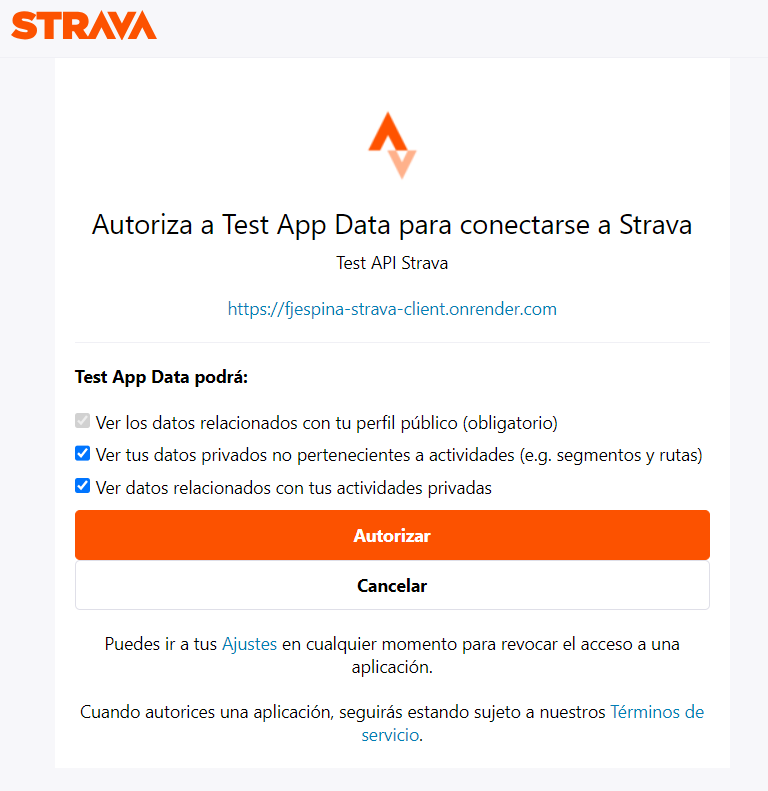 STRAVA
Autoriza a Test App Data para conectarse a Strava
Test API Strava
https://fjespina-strava-client.onrender.com
Test App Data podrá:
Ver los datos relacionados con tu perfil público (obligatorio)
Ver tus datos privados no pertenecientes a actividades (e.g. segmentos y rutas)
Ver datos relacionados con tus actividades privadas
Autorizar
Cancelar
Puedes ir a tus Ajustes en cualquier momento para revocar el acceso a una
aplicación.
Cuando autorices una aplicación, seguirás estando sujeto a nuestros Términos de
servicio.